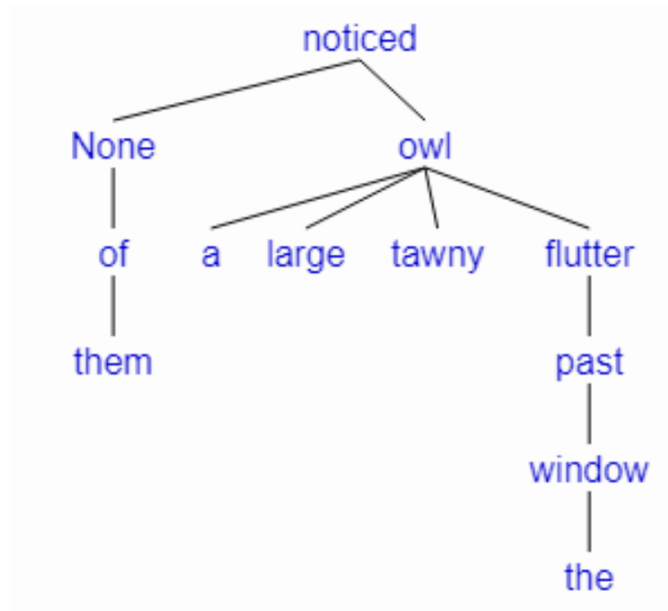 noticed
None owl
of a large tawny flutter
them past
window
the